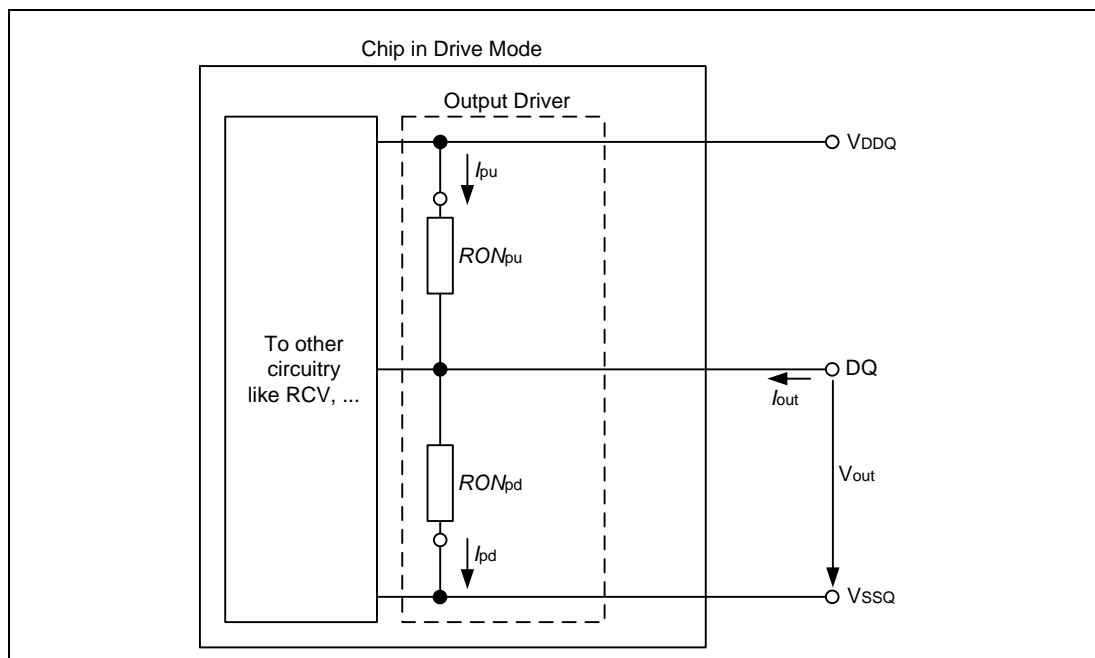 Chip in Drive Mode
Output Driver
VDDQ
Ipu
RONpu
To other
circuitry
like RCV, ...
DQ
Iout
RONpd
Vout
Ipd
VSSQ